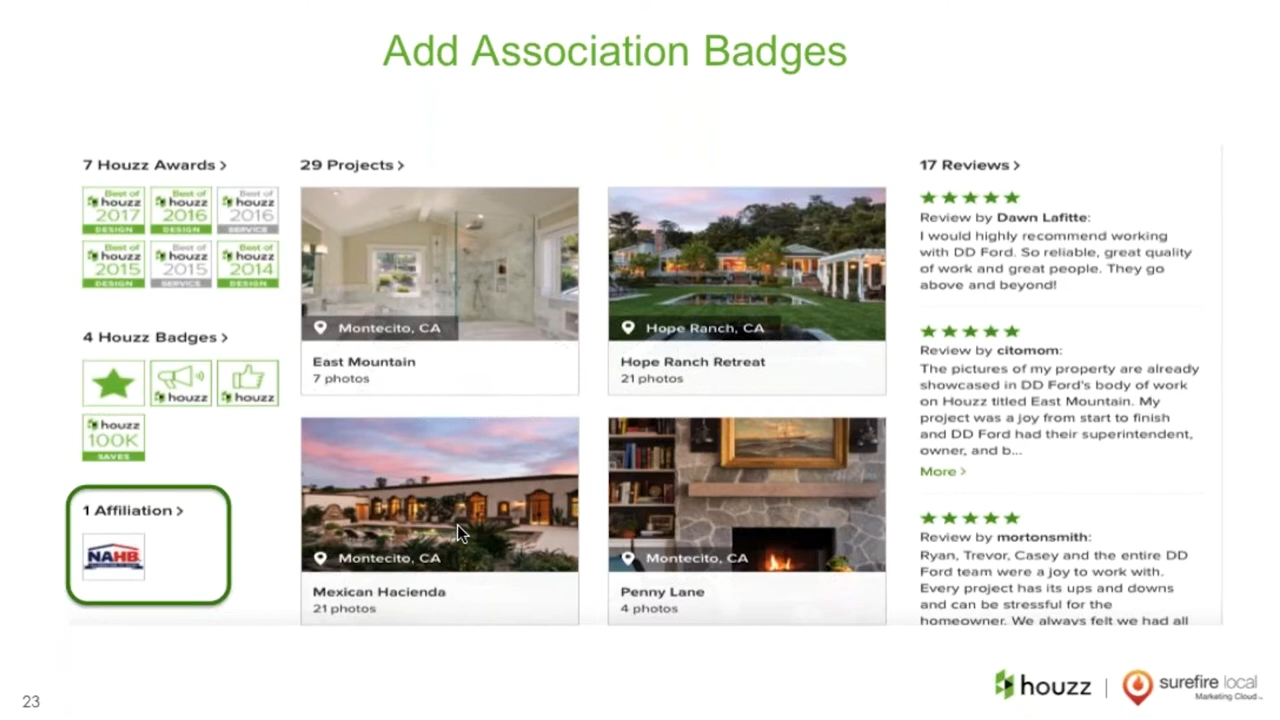 Add Association Badges
7 Houzz Awards >
Best of
houzz
2017
DESIGN
Best of
houzz
2016
DESIGN
Best of
houzz
2016
SERVICE
Best of
houzz
2015
DESIGN
Best of
houzz
2015
SERVICE
Best of
houzz
2014
DESIGN
4 Houzz Badges >
houzz
houzz
houzz
100K
SAVES
1 Affiliation >
NAHB
29 Projects >
Montecito, CA
East Mountain
7 photos
Hope Ranch, CA
Hope Ranch Retreat
21 photos
Montecito, CA
Mexican Hacienda
21 photos
Montecito, CA
Penny Lane
4 photos
17 Reviews >
Review by Dawn Lafitte:
I would highly recommend working
with DD Ford. So reliable, great quality
of work and great people. They go
above and beyond!
Review by citomom:
The pictures of my property are already
showcased in DD Ford's body of work
on Houzz titled East Mountain. My
project was a joy from start to finish
and DD Ford had their superintendent,
owner, and b...
More >
Review by mortonsmith:
Ryan, Trevor, Casey and the entire DD
Ford team were a joy to work with.
Every project has its ups and downs
and can be stressful for the
homeowner. We always felt we had all
23
houzz | surefire local
Marketing Cloud